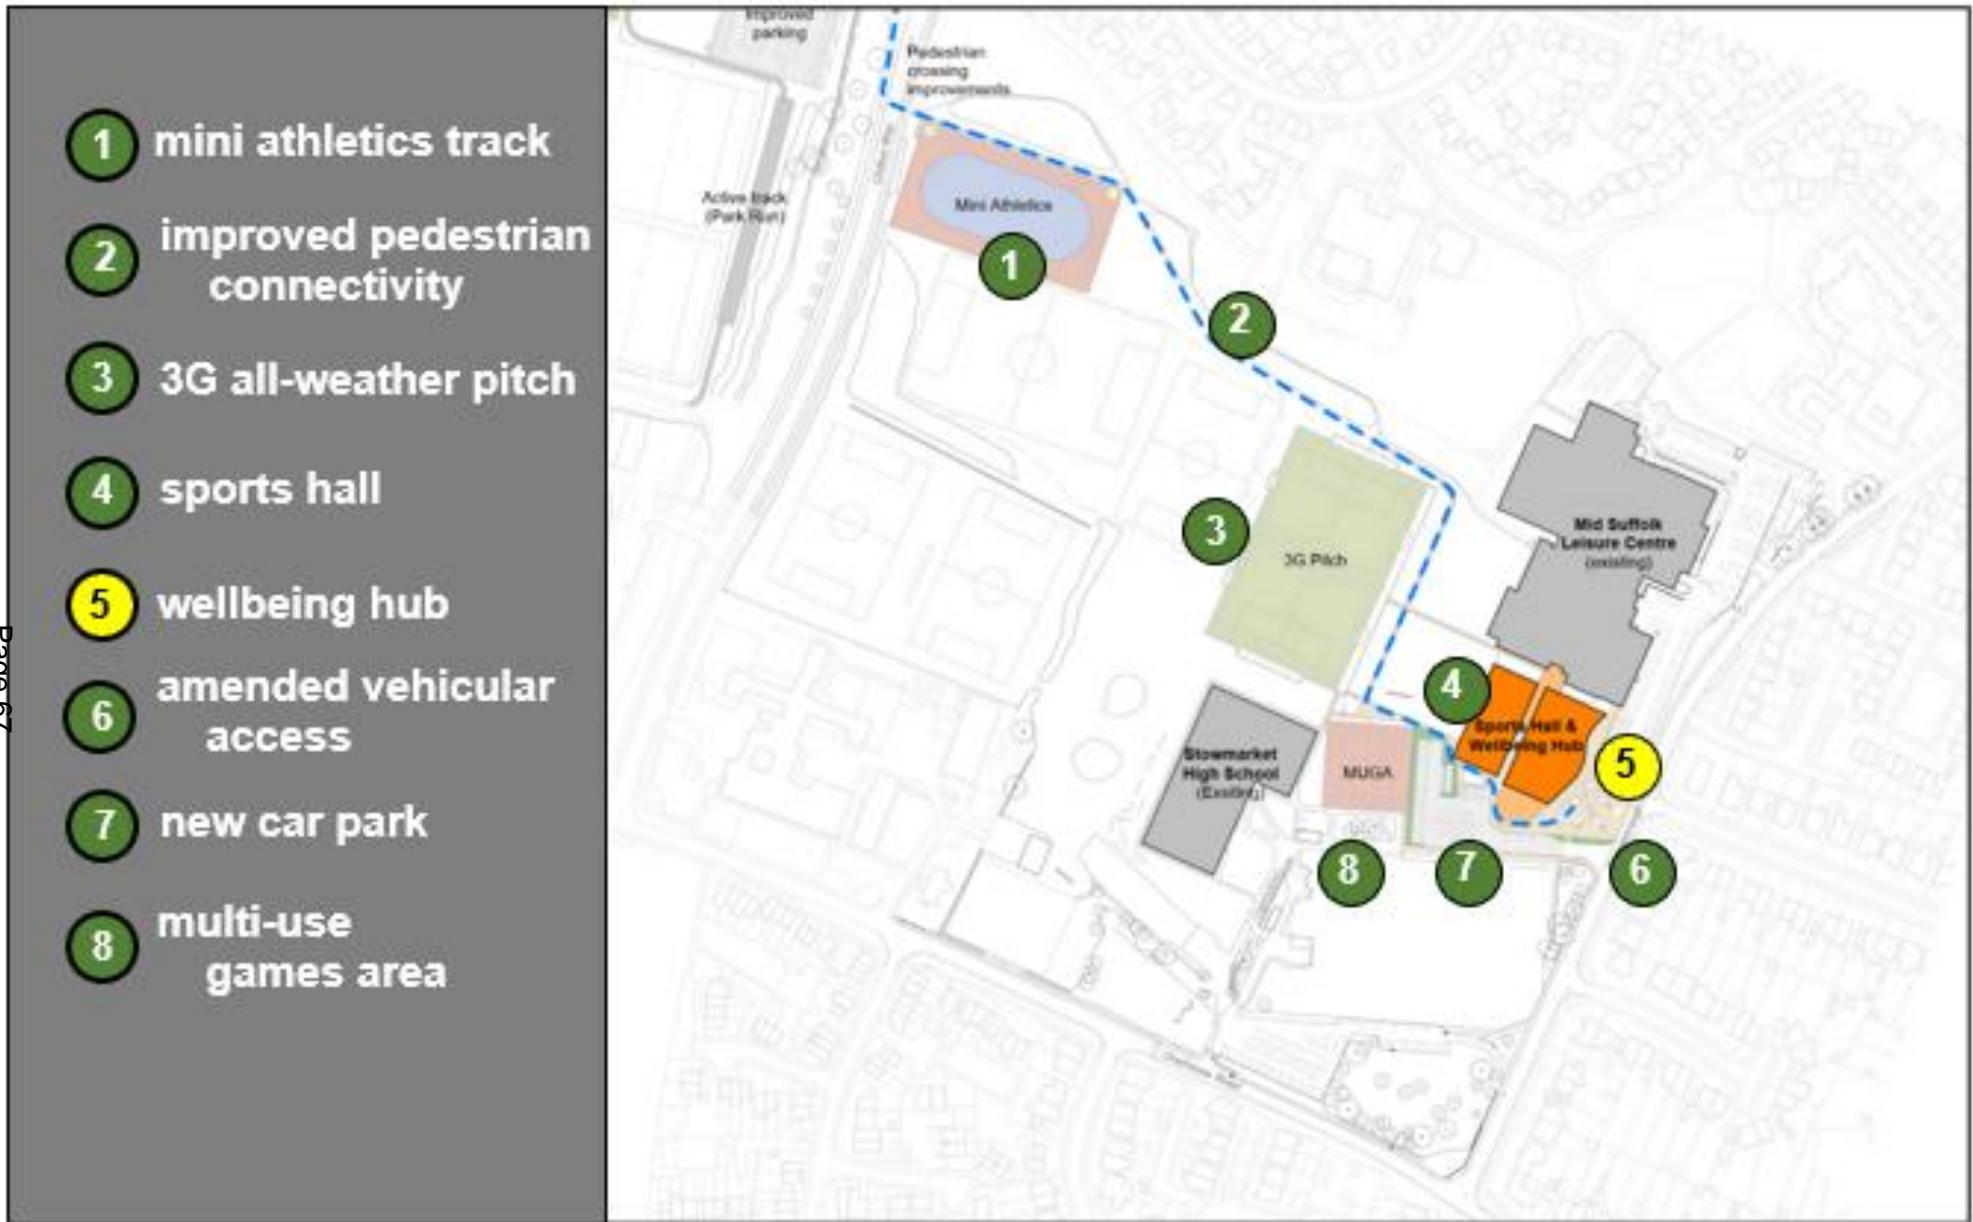 1 mini athletics track
2 improved pedestrian
connectivity
3 3G all-weather pitch
4 sports hall
5 wellbeing hub
6 amended vehicular
access
7 new car park
8 multi-use
games area
Improved
parking
Pedestrian
crossing
improvements
Active track
(Park Run)
Mini Athletics
1
2
3
3G Pitch
Mid Suffolk
Leisure Centre
(existing)
4
Sports Hall &
Wellbeing Hub
5
Stowmarket
High School
(Existing)
MUGA
8
7
6